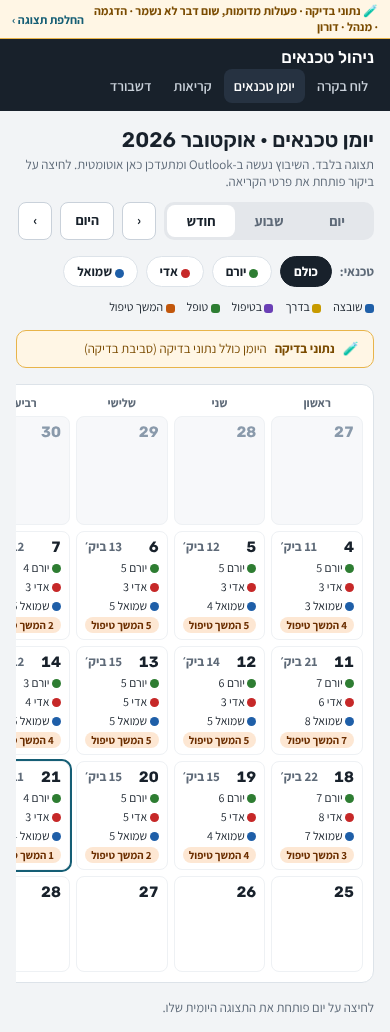 🧪 נתוני בדיקה · פעולות מדומות, שום דבר לא נשמר · הדגמה
· מנהל · דורון
החלפת תצוגה ‹
ניהול טכנאים
לוח בקרה יומן טכנאים קריאות דשבורד
יומן טכנאים · אוקטובר 2026
תצוגה בלבד. השיבוץ נעשה ב-Outlook ומתעדכן כאן אוטומטית. לחיצה על
ביקור פותחת את פרטי הקריאה.
יום שבוע חודש › היום ‹
טכנאי: כולם יורם אדי שמואל
שובצה בדרך בטיפול טופל המשך טיפול
🧪 נתוני בדיקה היומן כולל נתוני בדיקה (סביבת בדיקה)
ראשון שני שלישי רביעי
27 28 29 30
4 11 ביק׳ 5 12 ביק׳ 6 13 ביק׳ 7
יורם 5 יורם 5 יורם 5 יורם 4
אדי 3 אדי 3 אדי 3 אדי 3
שמואל 3 שמואל 4 שמואל 5 שמואל
4 המשך טיפול 5 המשך טיפול 5 המשך טיפול 2 המשך
11 21 ביק׳ 12 14 ביק׳ 13 15 ביק׳ 14
יורם 7 יורם 6 יורם 5 יורם 3
אדי 6 אדי 3 אדי 5 אדי 4
שמואל 8 שמואל 5 שמואל 5 שמואל
7 המשך טיפול 5 המשך טיפול 5 המשך טיפול 4 המשך
18 22 ביק׳ 19 15 ביק׳ 20 15 ביק׳ 21
יורם 7 יורם 6 יורם 5 יורם 4
אדי 8 אדי 5 אדי 5 אדי 3
שמואל 7 שמואל 4 שמואל 5 שמואל
3 המשך טיפול 4 המשך טיפול 2 המשך טיפול 1 המשך
25 26 27 28
לחיצה על יום פותחת את התצוגה היומית שלו.